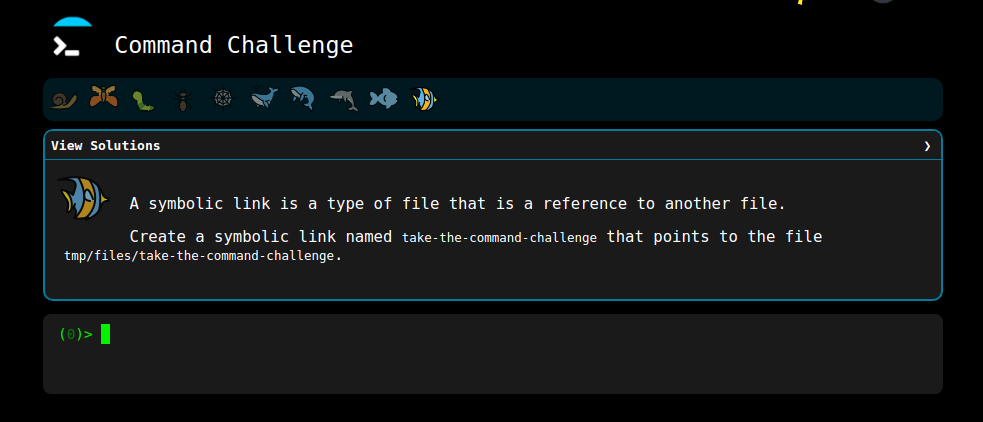 Command Challenge
View Solutions ❯
A symbolic link is a type of file that is a reference to another file.
Create a symbolic link named take-the-command-challenge that points to the file
tmp/files/take-the-command-challenge.
(0)>